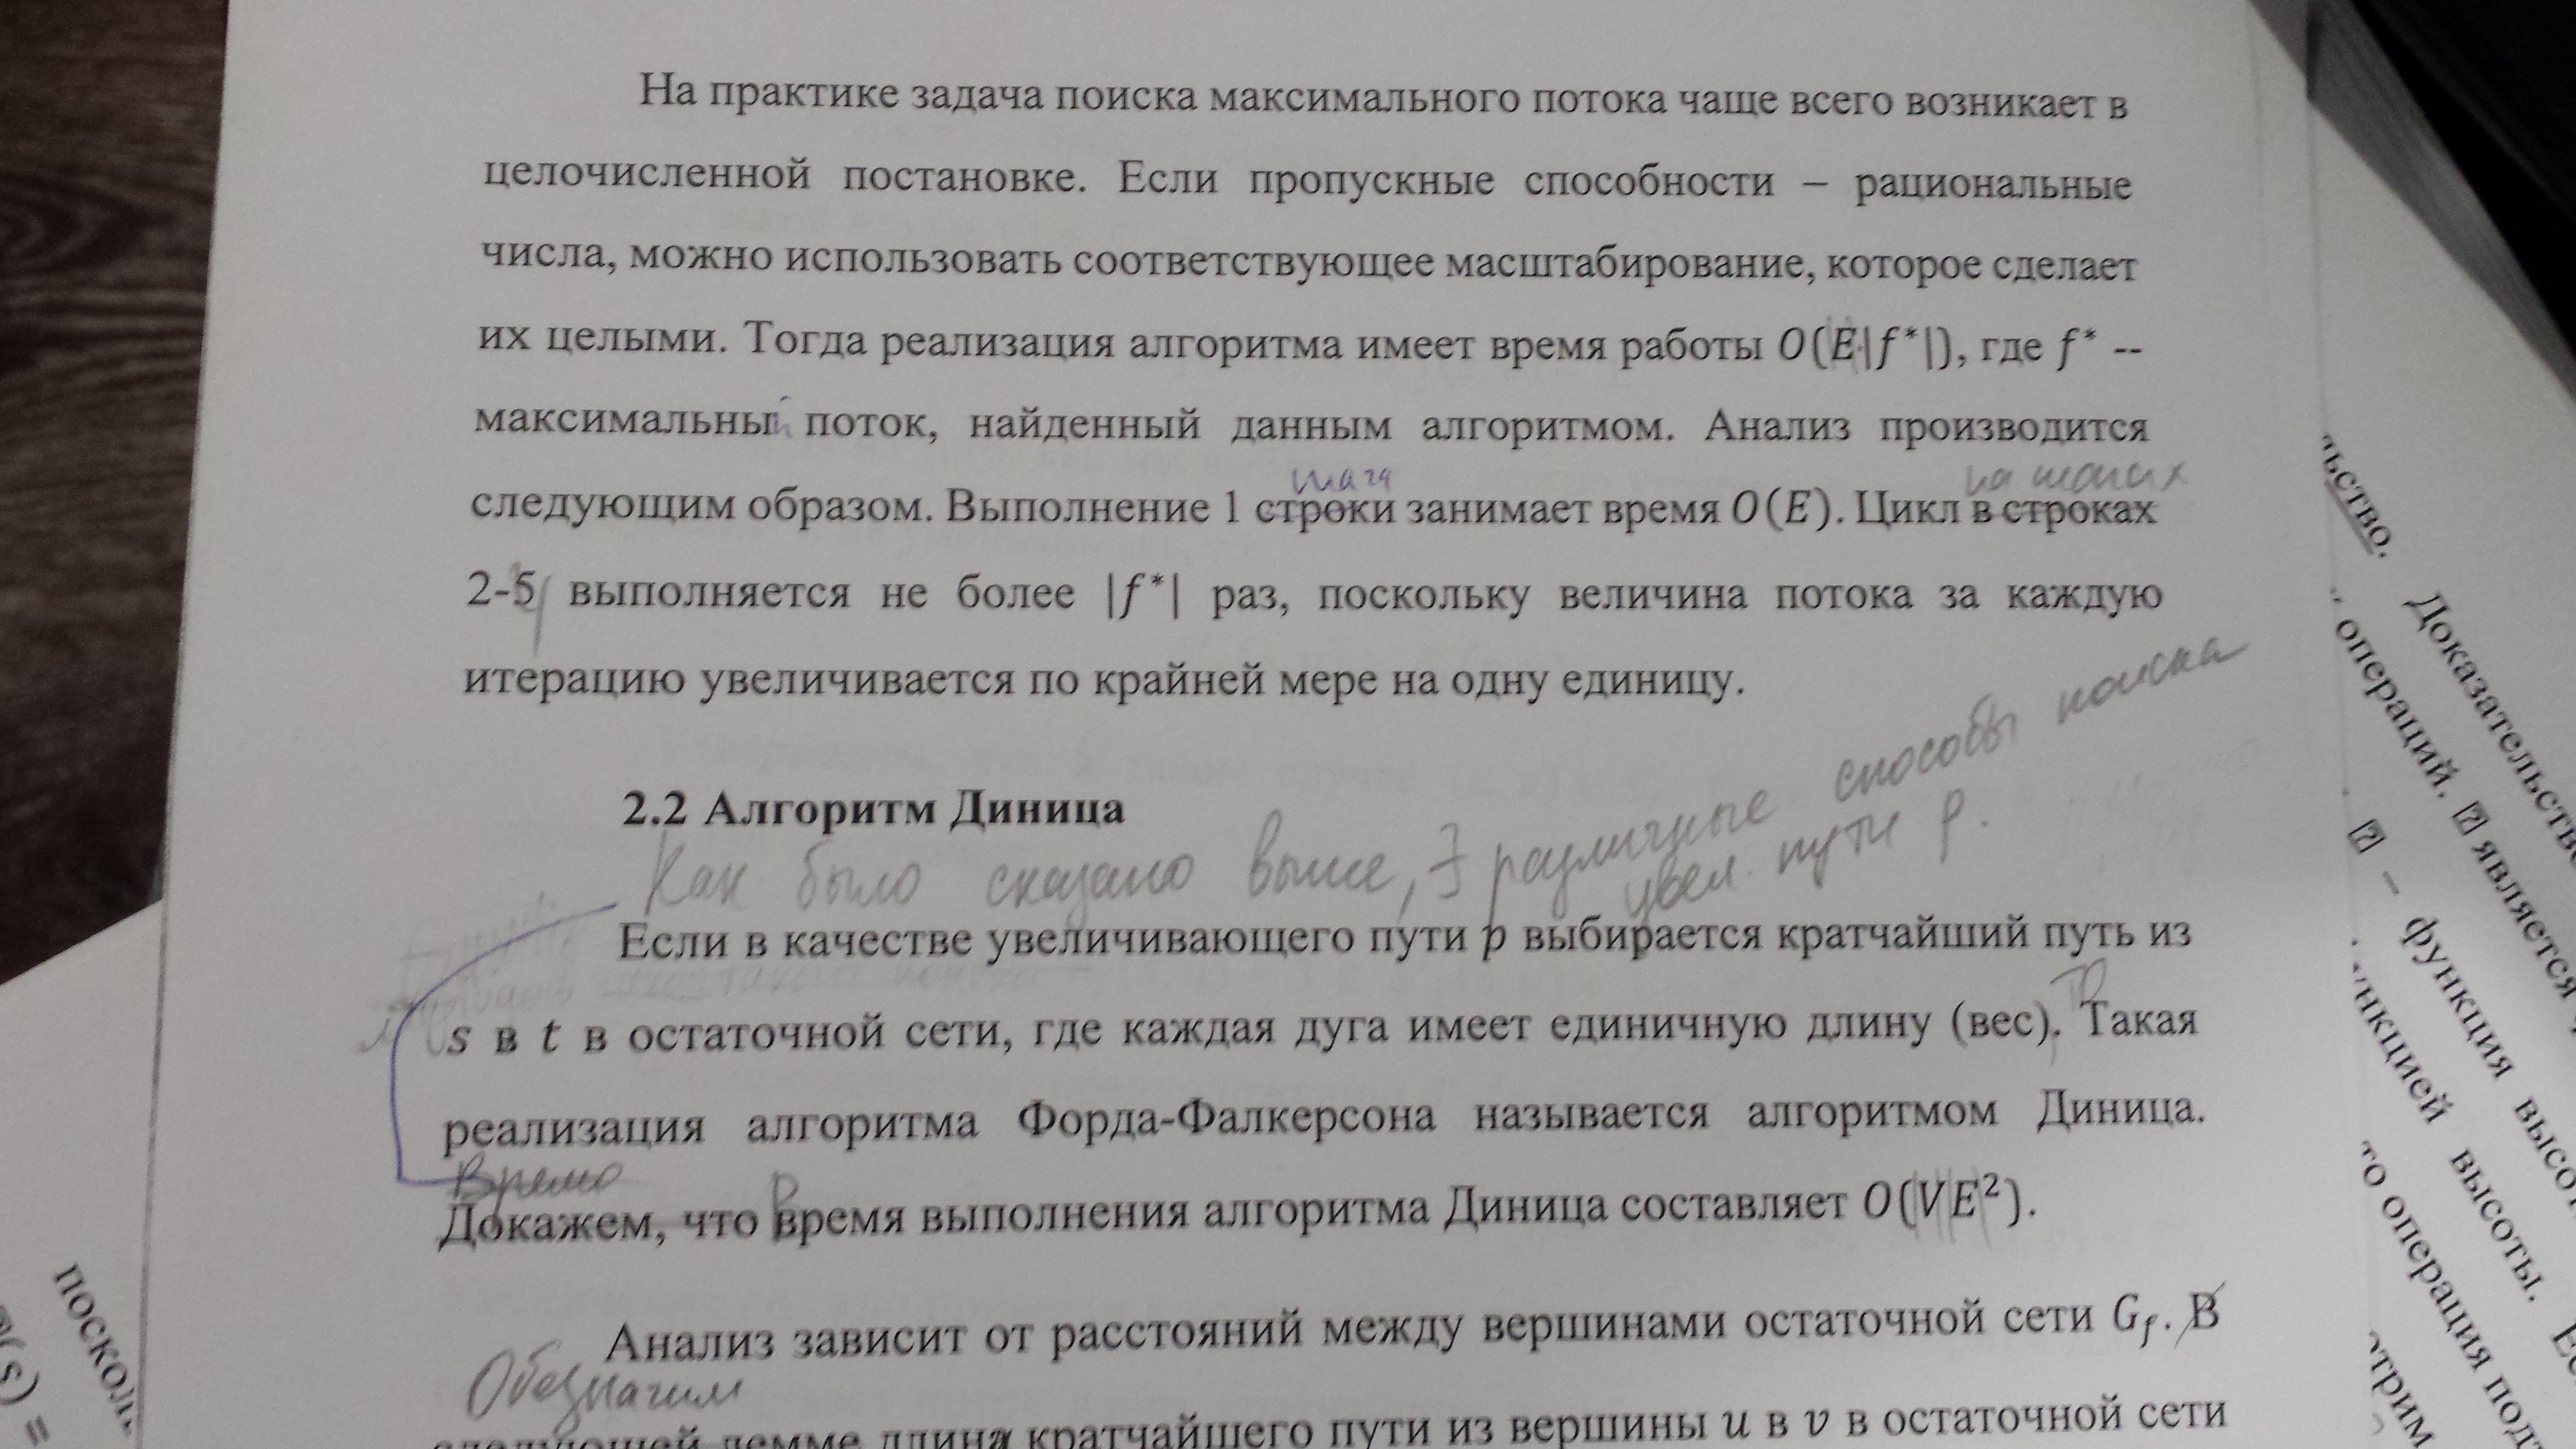 На практике задача поиска максимального потока чаще всего возникает в
целочисленной постановке. Если пропускные способности – рациональные
числа, можно использовать соответствующее масштабирование, которое сделает
их целыми. Тогда реализация алгоритма имеет время работы O(E|f*|), где f* --
максимальный поток, найденный данным алгоритмом. Анализ производится
шага
на шагах
следующим образом. Выполнение 1 строки занимает время O(E). Цикл в строках
2-5 выполняется не более |f*| раз, поскольку величина потока за каждую
итерацию увеличивается по крайней мере на одну единицу.
2.2 Алгоритм Диница
Как было сказано выше, ∃ различные способы поиска
увел. пути p.
Если в качестве увеличивающего пути p выбирается кратчайший путь из
то
s в t в остаточной сети, где каждая дуга имеет единичную длину (вес). Такая
реализация алгоритма Форда-Фалкерсона называется алгоритмом Диница.
Время В
Докажем, что время выполнения алгоритма Диница составляет O(VE²).
Анализ зависит от расстояний между вершинами остаточной сети G_f. В
Обозначим
следующей лемме длина кратчайшего пути из вершины u в v в остаточной сети
поскол
(s) =
льство.
Доказательство
операций. является
– функция высот
нкцией высоты.
то операция под
отрим